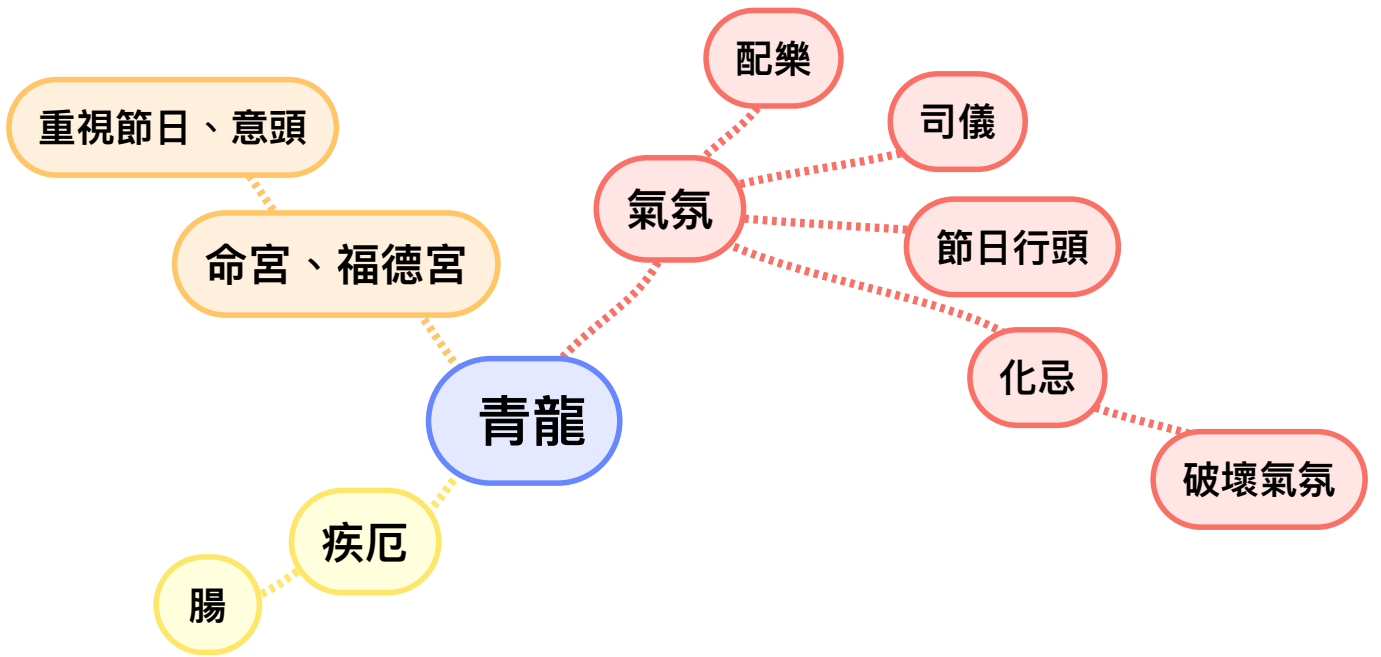 配樂
司儀
重視節日、意頭
氣氛
節日行頭
命宮、福德宮
化忌
青龍
破壞氣氛
疾厄
腸